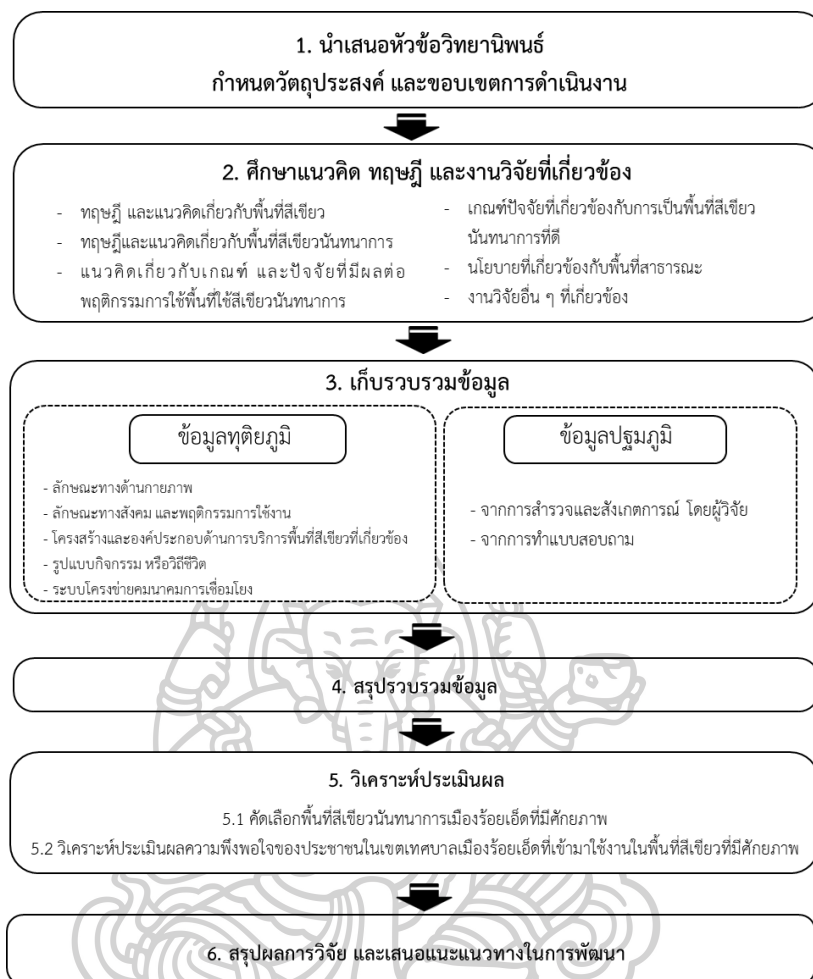 1. นำเสนอหัวข้อวิทยานิพนธ์
กำหนดวัตถุประสงค์ และขอบเขตการดำเนินงาน
2. ศึกษาแนวคิด ทฤษฎี และงานวิจัยที่เกี่ยวข้อง
- ทฤษฎี และแนวคิดเกี่ยวกับพื้นที่สีเขียว
- ทฤษฎีและแนวคิดเกี่ยวกับพื้นที่สีเขียวนันทนาการ
- แนวคิดเกี่ยวกับเกณฑ์ และปัจจัยที่มีผลต่อ
พฤติกรรมการใช้พื้นที่ใช้สีเขียวนันทนาการ
- เกณฑ์ปัจจัยที่เกี่ยวข้องกับการเป็นพื้นที่สีเขียว
นันทนาการที่ดี
- นโยบายที่เกี่ยวข้องกับพื้นที่สาธารณะ
- งานวิจัยอื่น ๆ ที่เกี่ยวข้อง
3. เก็บรวบรวมข้อมูล
ข้อมูลทุติยภูมิ
- ลักษณะทางด้านกายภาพ
- ลักษณะทางสังคม และพฤติกรรมการใช้งาน
- โครงสร้างและองค์ประกอบด้านการบริการพื้นที่สีเขียวที่เกี่ยวข้อง
- รูปแบบกิจกรรม หรือวิถีชีวิต
- ระบบโครงข่ายคมนาคมการเชื่อมโยง
ข้อมูลปฐมภูมิ
- จากการสำรวจและสังเกตการณ์ โดยผู้วิจัย
- จากการทำแบบสอบถาม
4. สรุปรวบรวมข้อมูล
5. วิเคราะห์ประเมินผล
5.1 คัดเลือกพื้นที่สีเขียวนันทนาการเมืองร้อยเอ็ดที่มีศักยภาพ
5.2 วิเคราะห์ประเมินผลความพึงพอใจของประชาชนในเขตเทศบาลเมืองร้อยเอ็ดที่เข้ามาใช้งานในพื้นที่สีเขียวที่มีศักยภาพ
6. สรุปผลการวิจัย และเสนอแนะแนวทางในการพัฒนา